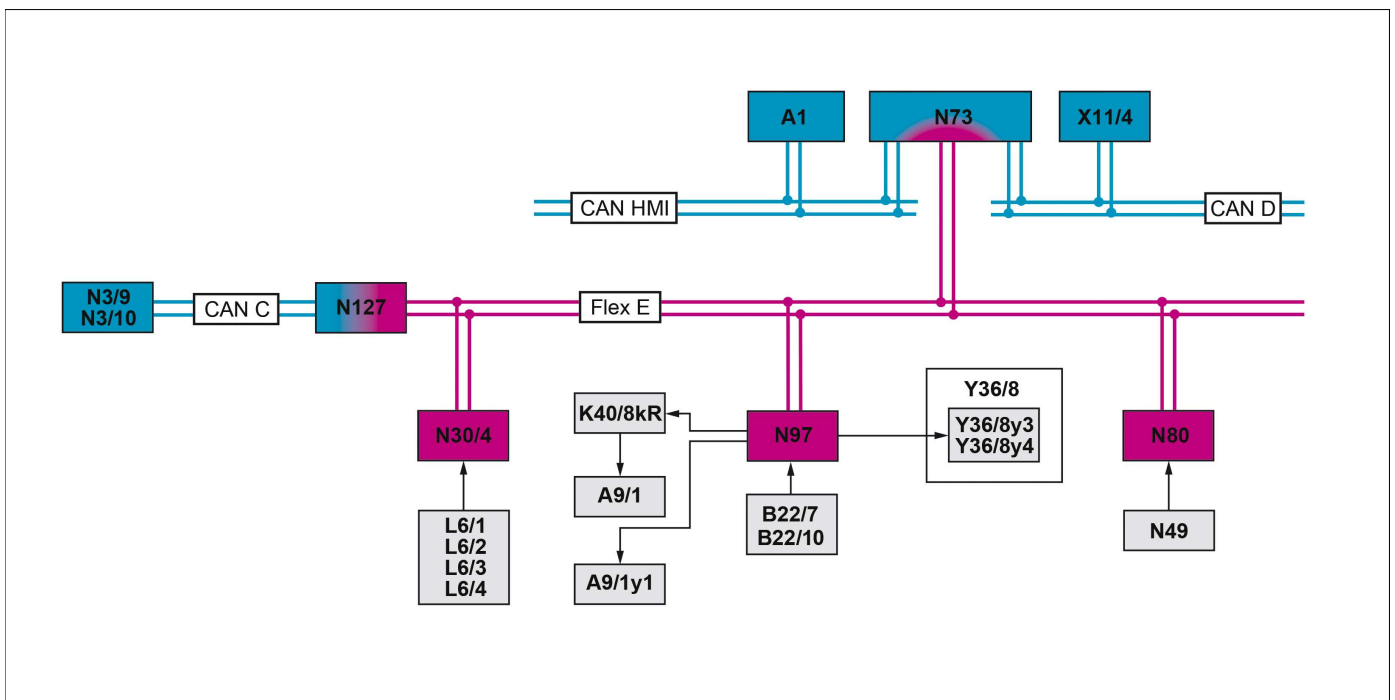 A1
N73
X11/4
CAN HMI
CAN D
N3/9
N3/10
CAN C
N127
Flex E
N30/4
K40/8kR
N97
Y36/8
Y36/8y3
Y36/8y4
N80
A9/1
L6/1
L6/2
L6/3
L6/4
B22/7
B22/10
N49
A9/1y1